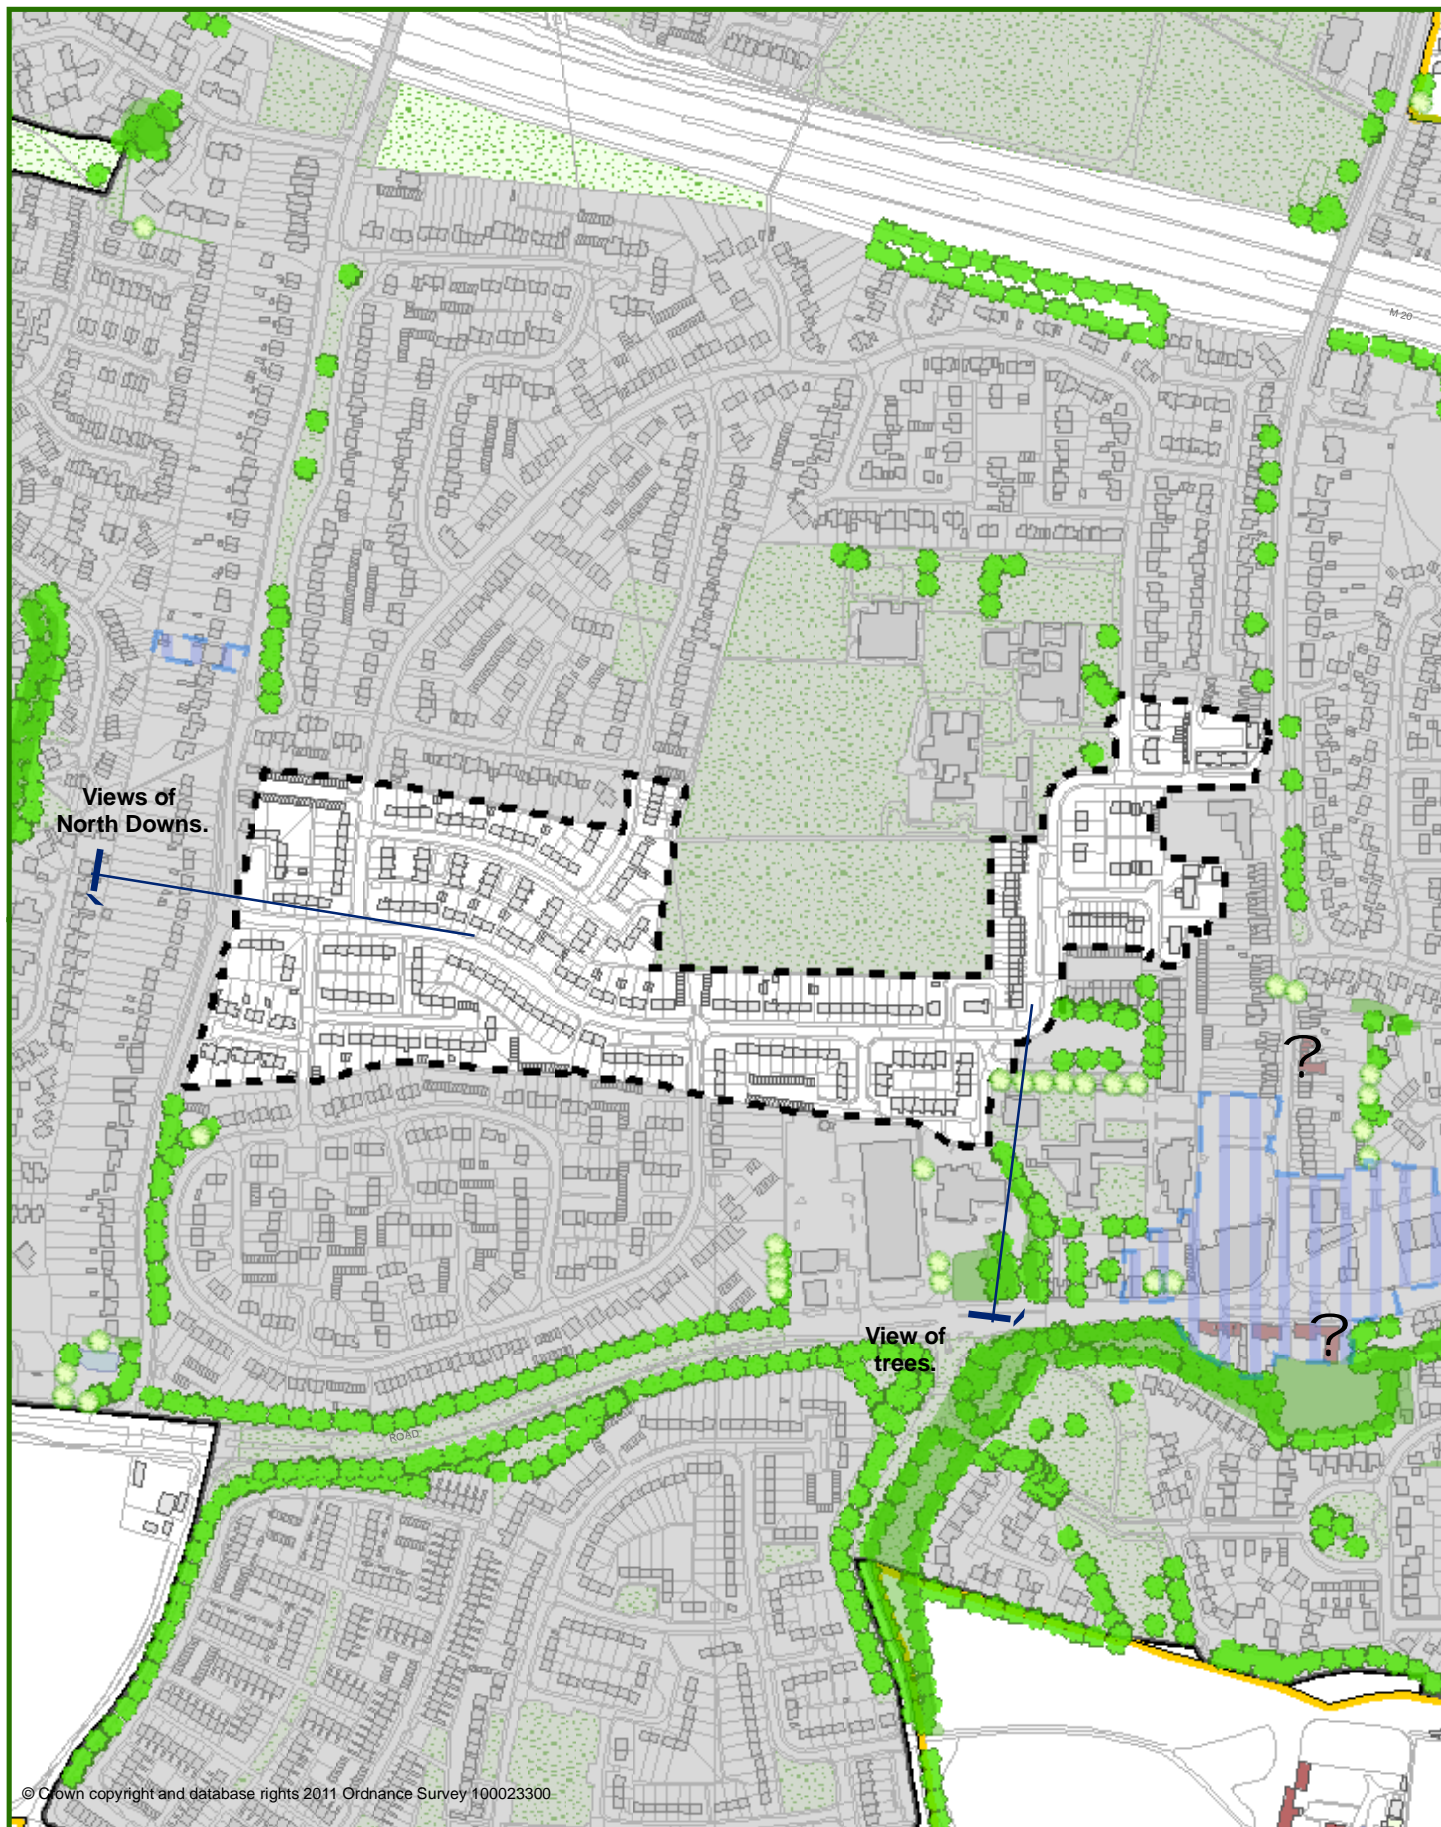 M 20
Views of
North Downs.
?
?
View of
trees.
ROAD
© Crown copyright and database rights 2011 Ordnance Survey 100023300